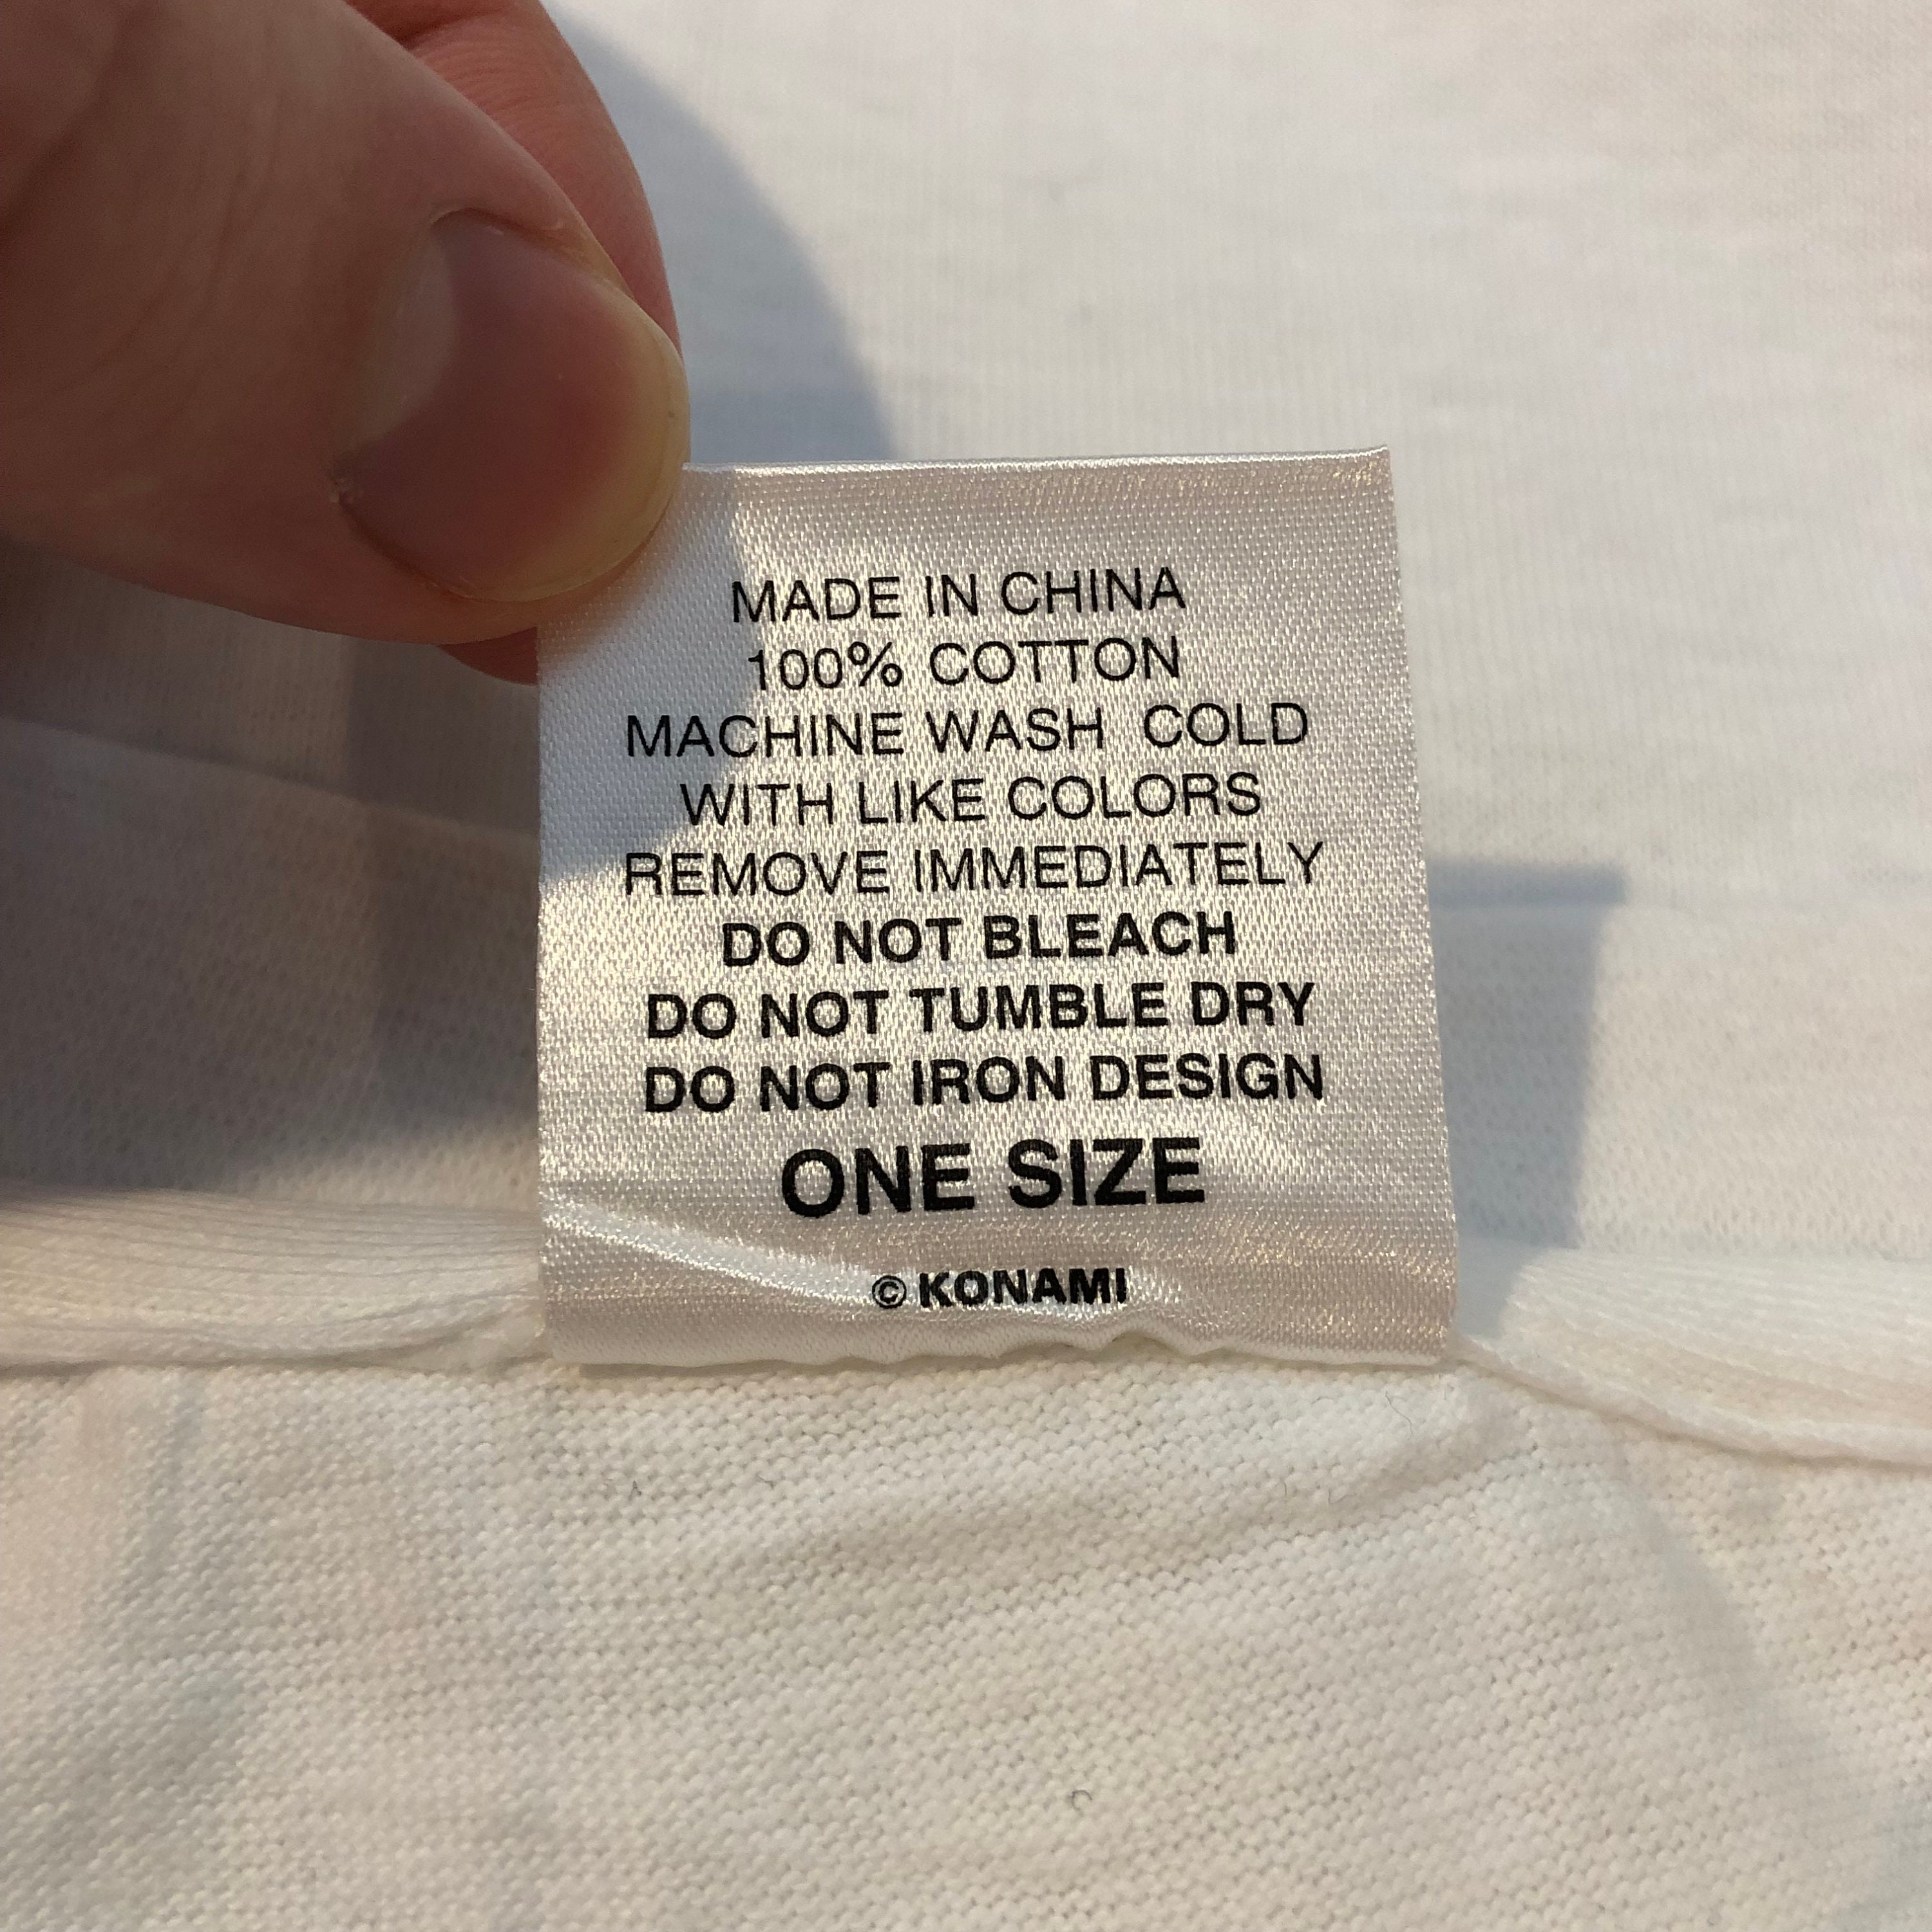 MADE IN CHINA
100% COTTON
MACHINE WASH COLD
WITH LIKE COLORS
REMOVE IMMEDIATELY
DO NOT BLEACH
DO NOT TUMBLE DRY
DO NOT IRON DESIGN
ONE SIZE
© KONAMI